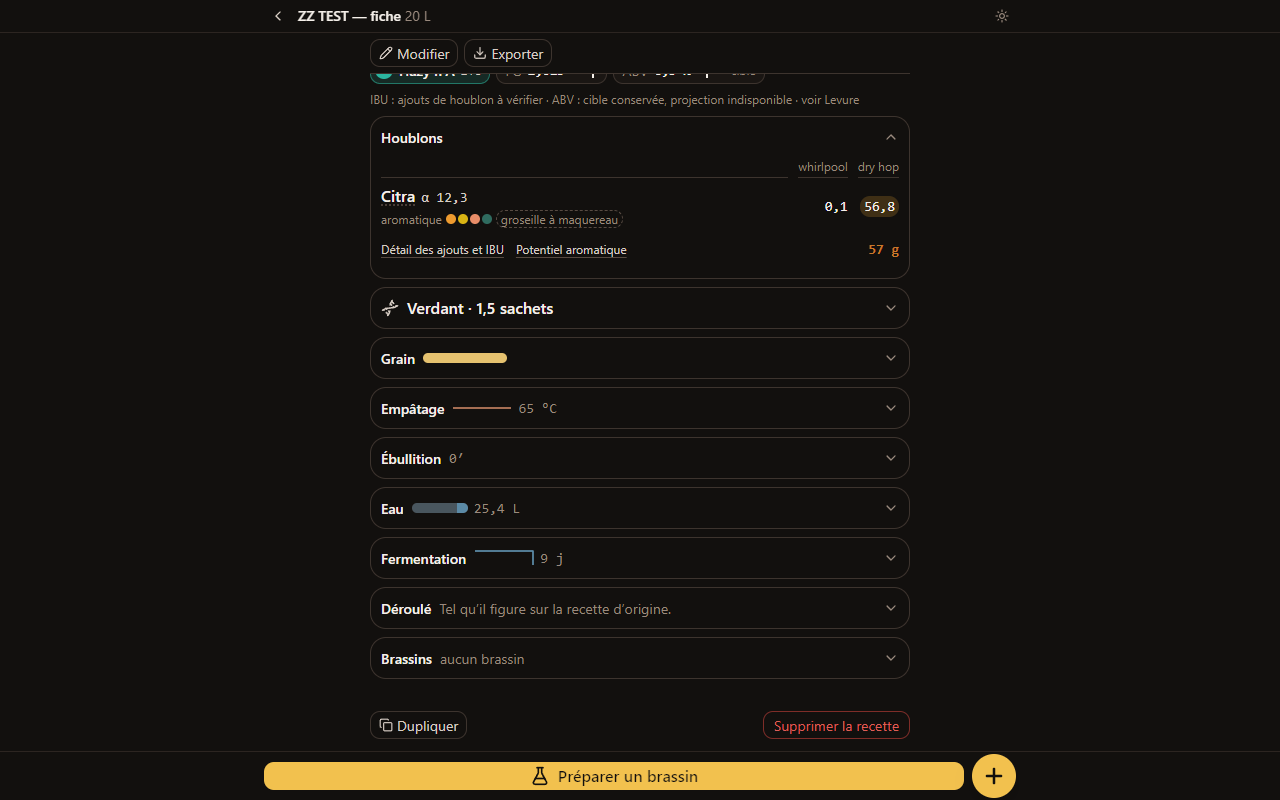 ZZ TEST — fiche 20 L
Modifier Exporter
IBU : ajouts de houblon à vérifier · ABV : cible conservée, projection indisponible · voir Levure
Houblons
whirlpool dry hop
Citra α 12,3
0,1 56,8
aromatique groseille à maquereau
Détail des ajouts et IBU Potentiel aromatique 57 g
Verdant · 1,5 sachets
Grain
Empâtage 65 °C
Ébullition 0′
Eau 25,4 L
Fermentation 9 j
Déroulé Tel qu’il figure sur la recette d’origine.
Brassins aucun brassin
Dupliquer Supprimer la recette
Préparer un brassin